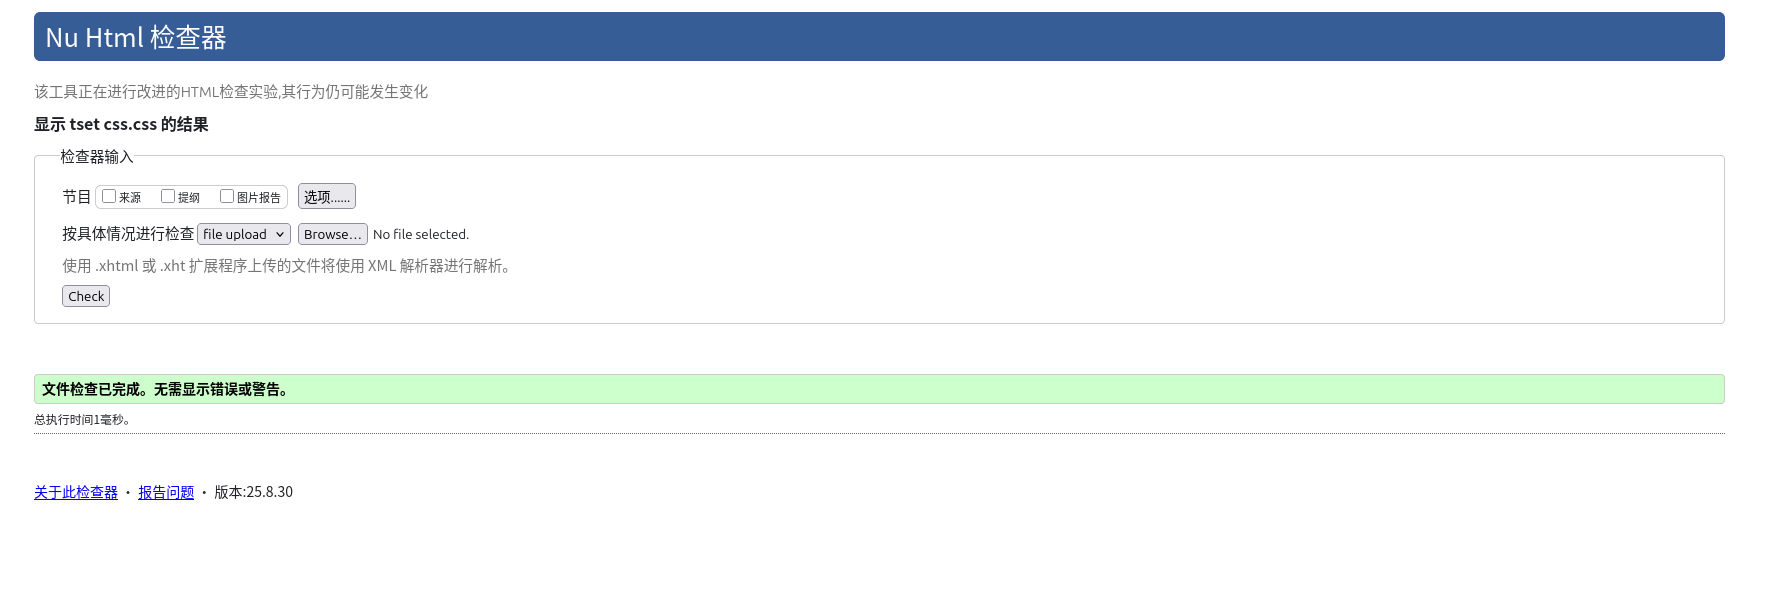 Nu Html 检查器
该工具正在进行改进的HTML检查实验,其行为仍可能发生变化
显示 tset css.css 的结果
检查器输入
节目 来源 提纲 图片报告 选项......
按具体情况进行检查 file upload Browse... No file selected.
使用 .xhtml 或 .xht 扩展程序上传的文件将使用 XML 解析器进行解析。
Check
文件检查已完成。无需显示错误或警告。
总执行时间1毫秒。
关于此检查器 • 报告问题 • 版本:25.8.30